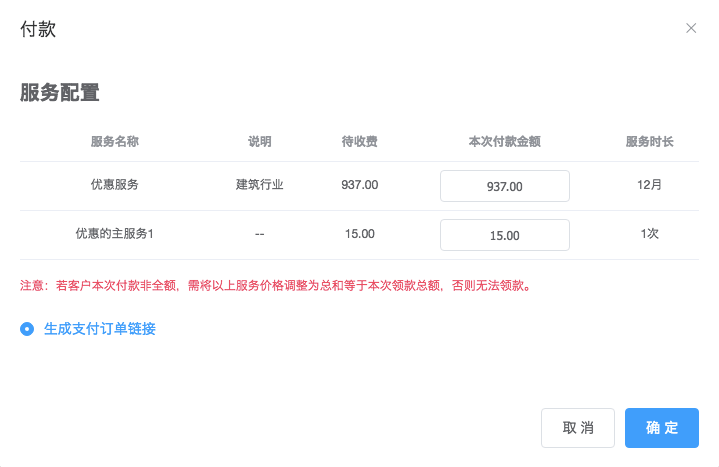 付款
服务配置
服务名称 说明 待收费 本次付款金额 服务时长
优惠服务 建筑行业 937.00 937.00 12月
优惠的主服务1 -- 15.00 15.00 1次
注意：若客户本次付款非全额，需将以上服务价格调整为总和等于本次领款总额，否则无法领款。
生成支付订单链接
取 消 确 定